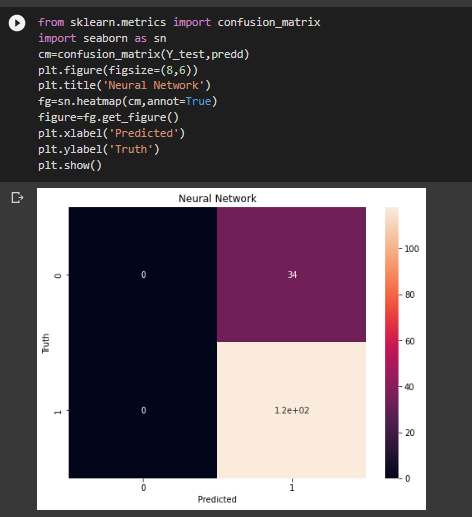 from sklearn.metrics import confusion_matrix
import seaborn as sn
cm=confusion_matrix(Y_test,predd)
plt.figure(figsize=(8,6))
plt.title('Neural Network')
fg=sn.heatmap(cm,annot=True)
figure=fg.get_figure()
plt.xlabel('Predicted')
plt.ylabel('Truth')
plt.show()
Neural Network
0
0
34
1
0
1.2e+02
Truth
0
1
Predicted
100
80
60
40
20
0